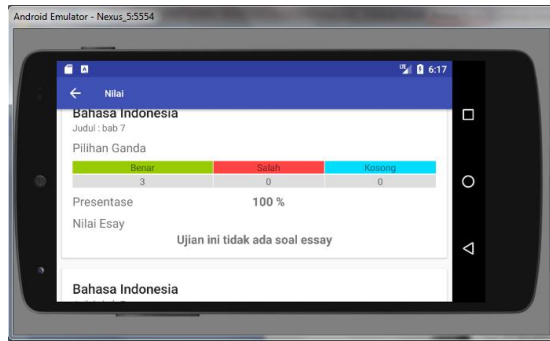 Android Emulator - Nexus_5:5554
6:17
Nilai
Bahasa Indonesia
Judul : bab 7
Pilihan Ganda
Benar Salah Kosong
3 0 0
Presentase 100 %
Nilai Esay
Ujian ini tidak ada soal essay
Bahasa Indonesia